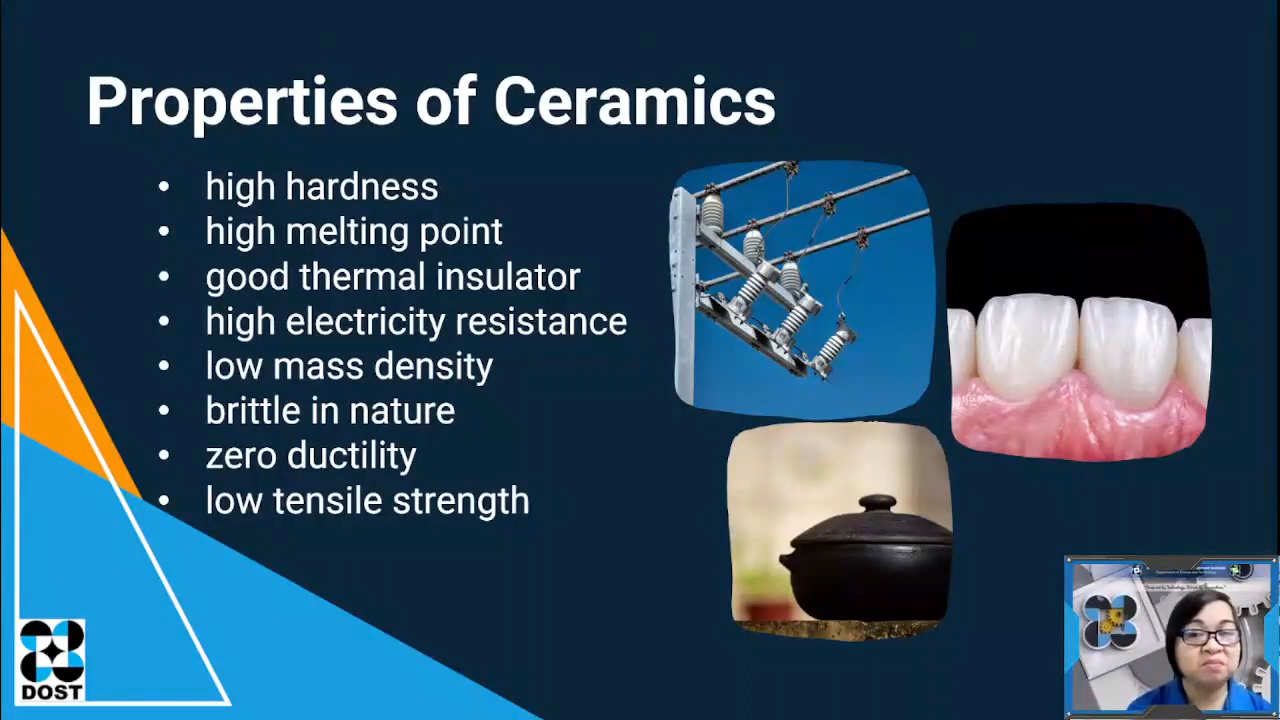 Properties of Ceramics
• high hardness
• high melting point
• good thermal insulator
• high electricity resistance
• low mass density
• brittle in nature
• zero ductility
• low tensile strength
DOST